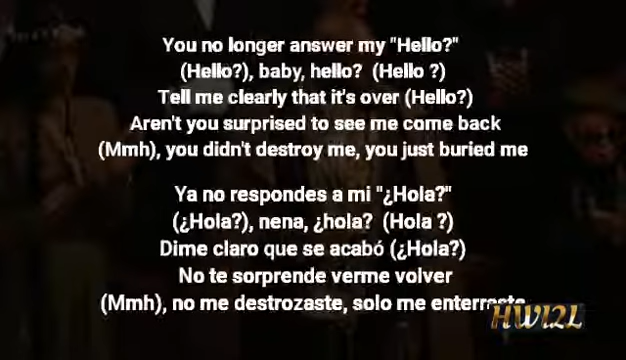 You no longer answer my "Hello?"
(Hello?), baby, hello? (Hello ?)
Tell me clearly that it's over (Hello?)
Aren't you surprised to see me come back
(Mmh), you didn't destroy me, you just buried me
Ya no respondes a mi "¿Hola?"
(¿Hola?), nena, ¿hola? (Hola ?)
Dime claro que se acabó (¿Hola?)
No te sorprende verme volver
(Mmh), no me destrozaste, solo me enterraste
HWI2L